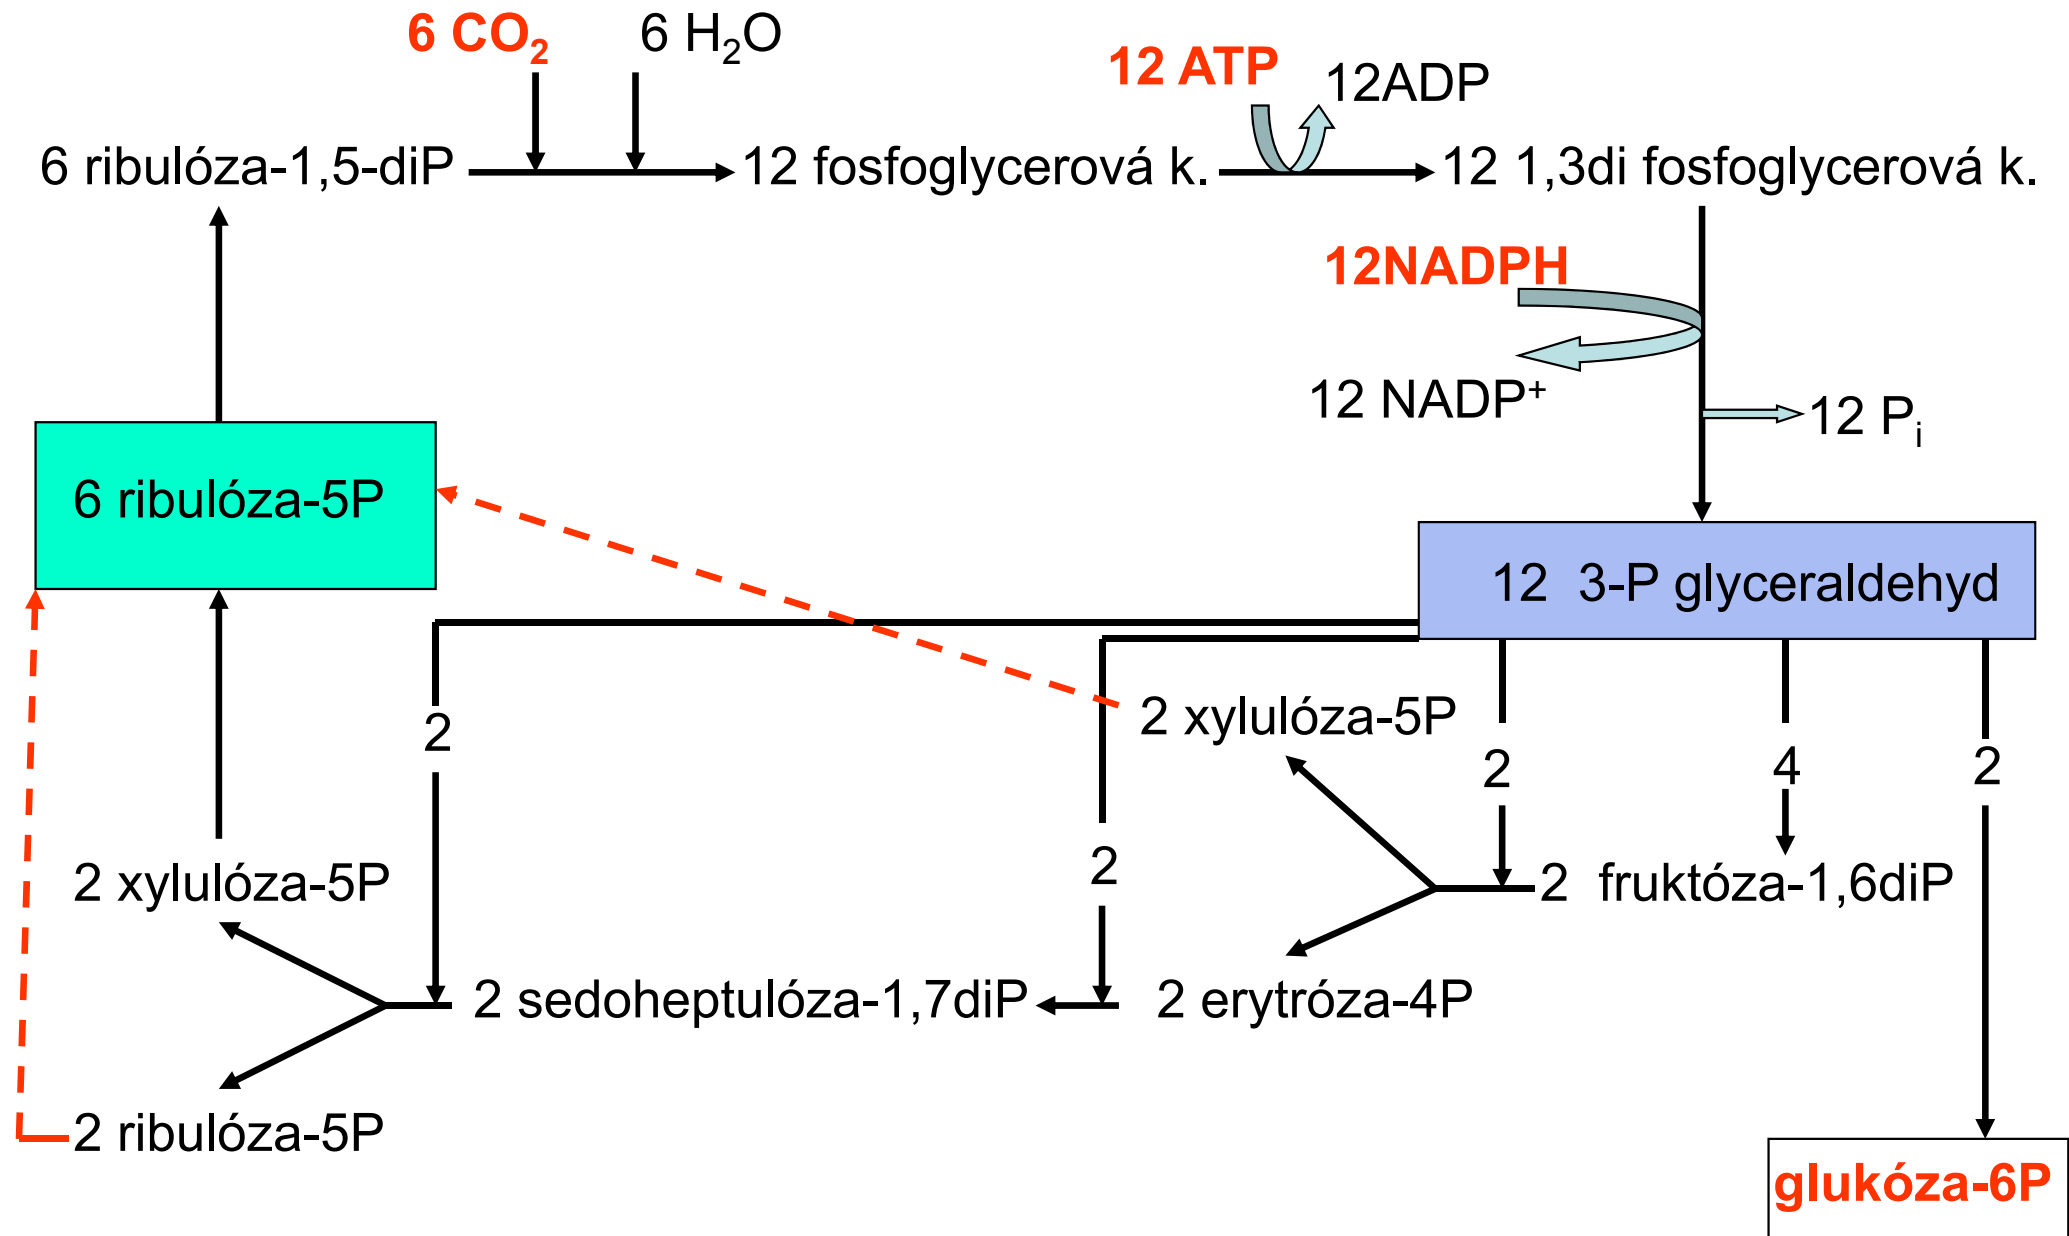 6 CO₂
6 H₂O
12 ATP
12ADP
6 ribulóza-1,5-diP
12 fosfoglycerová k.
12 1,3di fosfoglycerová k.
12NADPH
12 NADP⁺
12 Pᵢ
6 ribulóza-5P
12 3-P glyceraldehyd
2
2 xylulóza-5P
2
4
2
2
2 xylulóza-5P
2 fruktóza-1,6diP
2 sedoheptulóza-1,7diP
2 erytróza-4P
2 ribulóza-5P
glukóza-6P